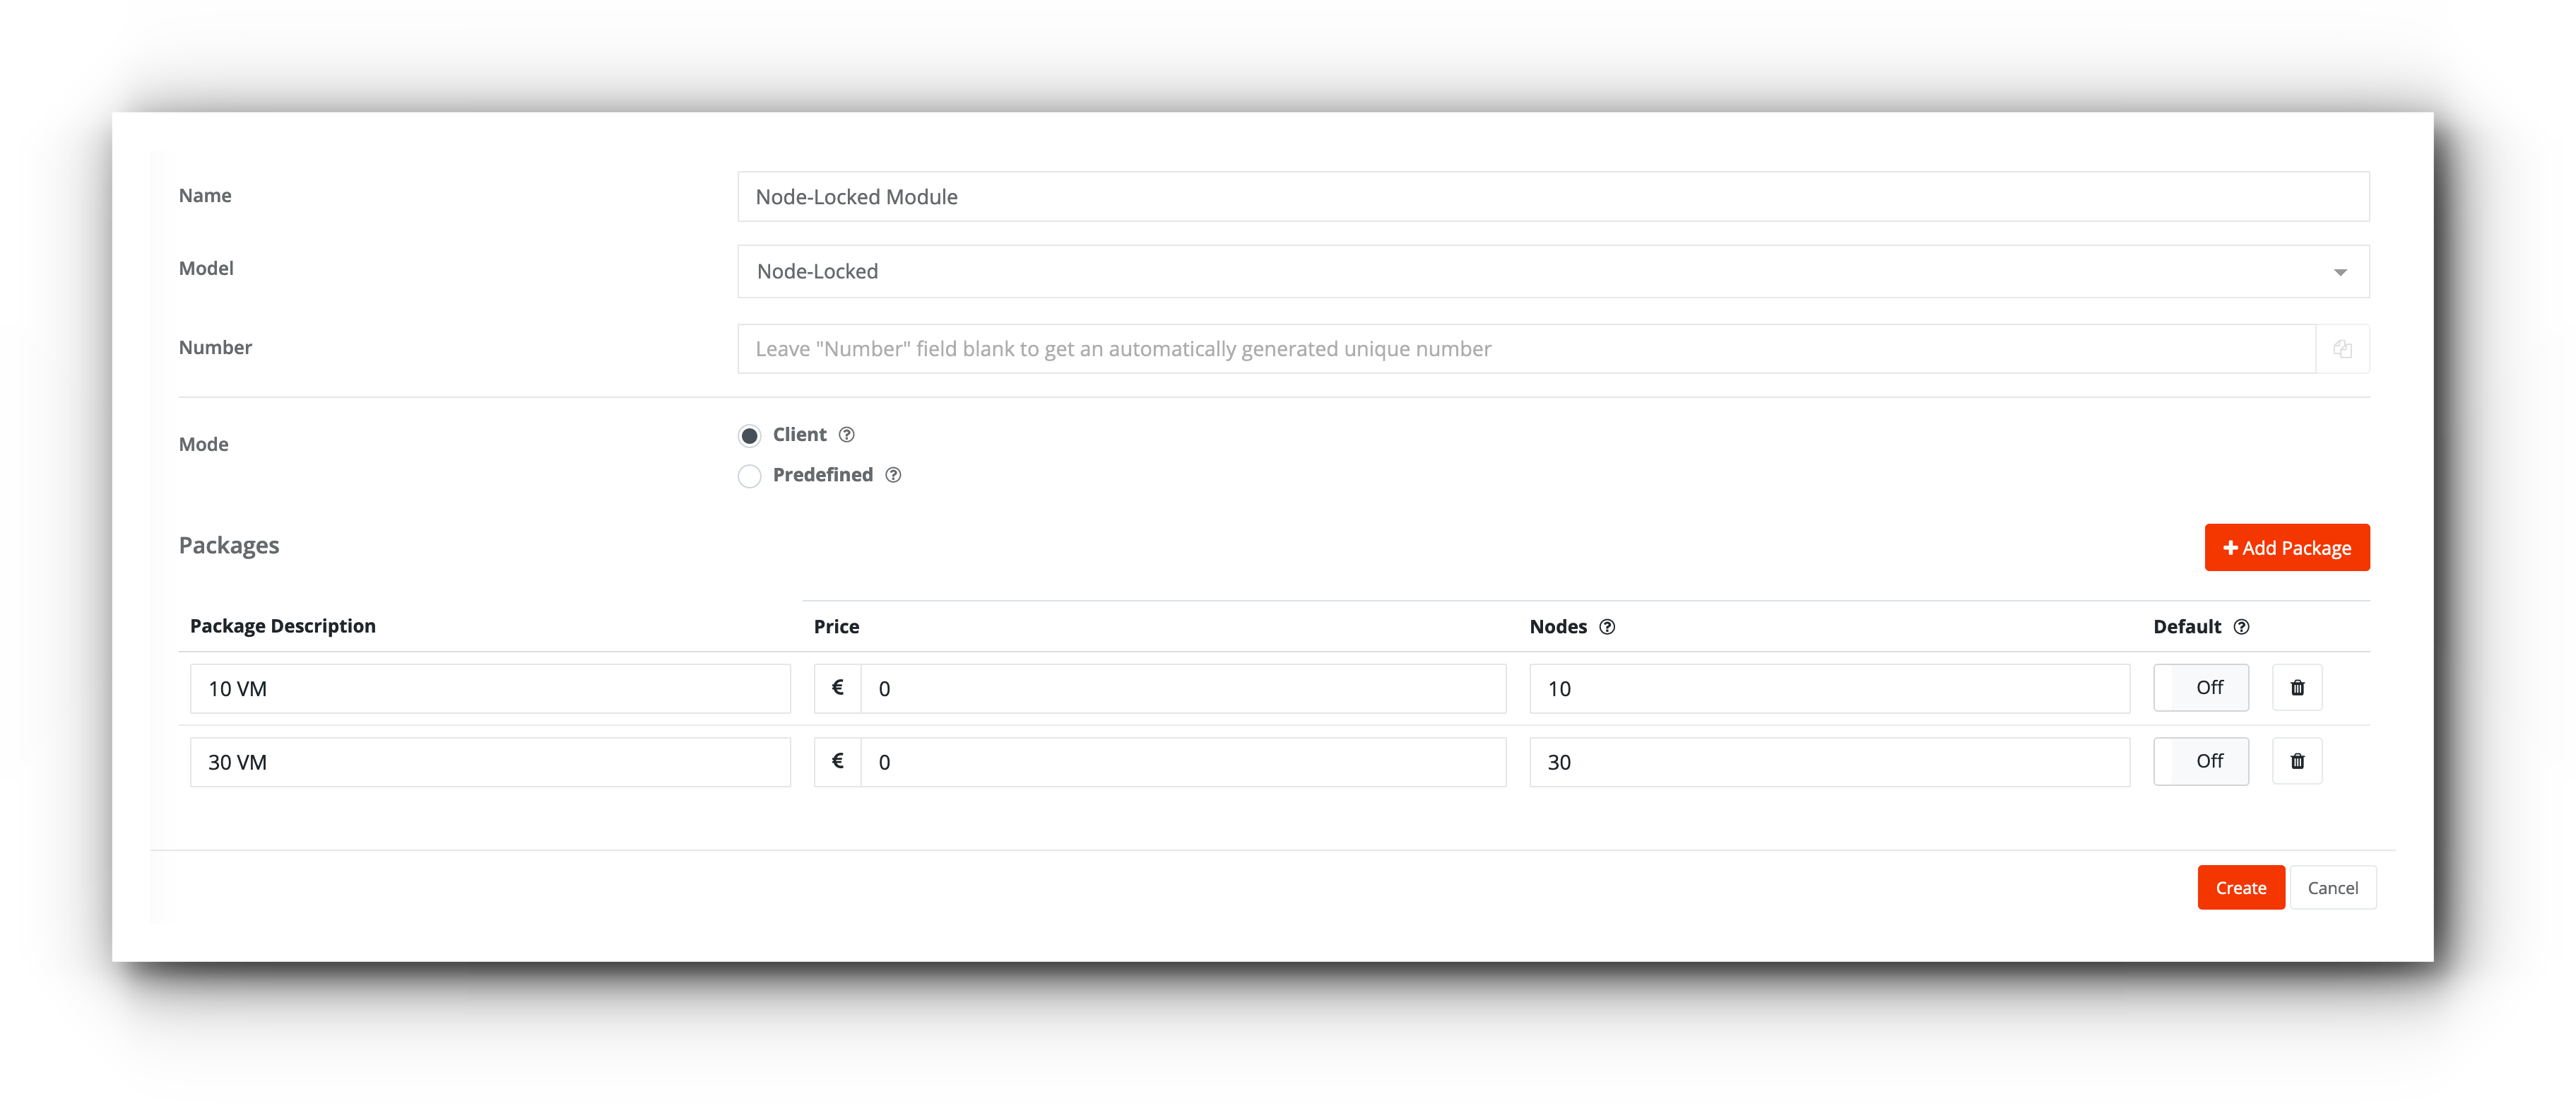 Name
Node-Locked Module
Model
Node-Locked
Number
Leave "Number" field blank to get an automatically generated unique number
Mode
Client
Predefined
Packages
Add Package
Package Description Price Nodes Default
10 VM € 0 10 Off
30 VM € 0 30 Off
Create Cancel